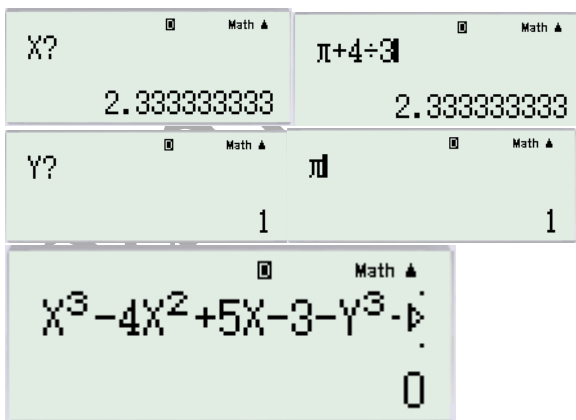 D Math ▲
X?
2.333333333
D Math ▲
π+4÷3
2.333333333
D Math ▲
Y?
1
D Math ▲
π
1
D Math ▲
X³-4X²+5X-3-Y³-
0